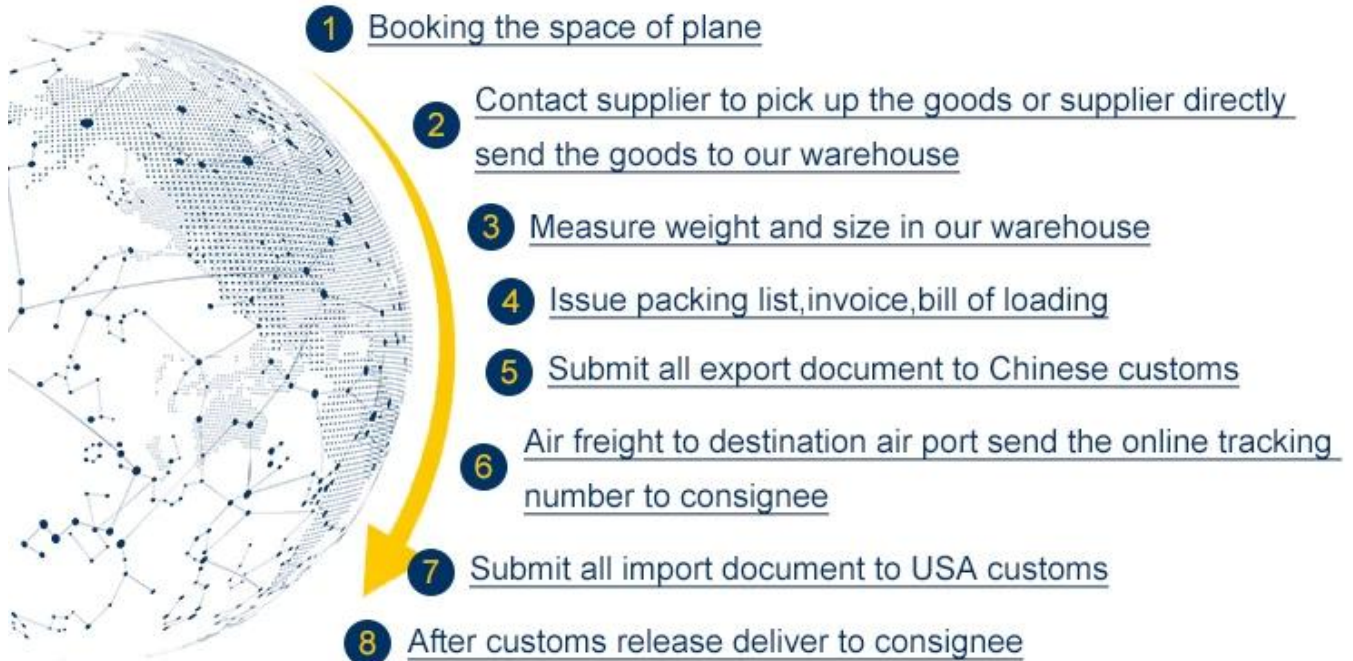 1 Booking the space of plane
2 Contact supplier to pick up the goods or supplier directly
send the goods to our warehouse
3 Measure weight and size in our warehouse
4 Issue packing list,invoice,bill of loading
5 Submit all export document to Chinese customs
6 Air freight to destination air port send the online tracking
number to consignee
7 Submit all import document to USA customs
8 After customs release deliver to consignee